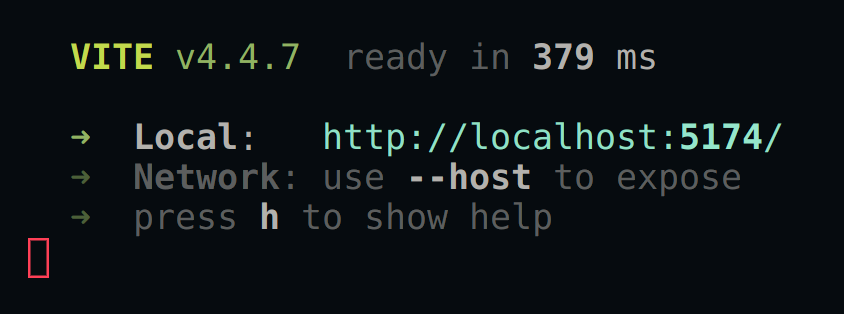 VITE v4.4.7 ready in 379 ms
➜ Local: http://localhost:5174/
➜ Network: use --host to expose
➜ press h to show help